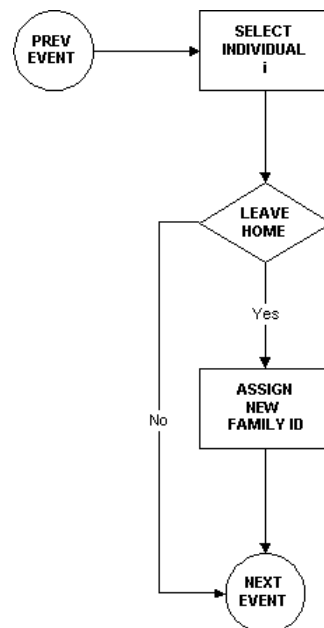 PREV
EVENT
SELECT
INDIVIDUAL
i
LEAVE
HOME
Yes
ASSIGN
NEW
FAMILY ID
No
NEXT
EVENT